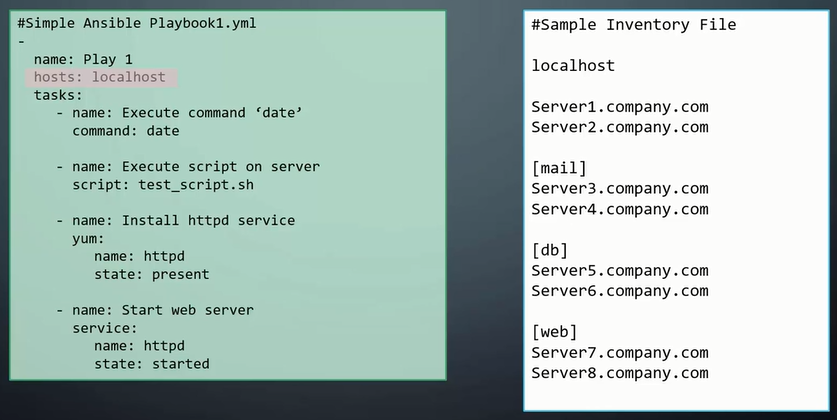 #Simple Ansible Playbook1.yml
-
name: Play 1
hosts: localhost
tasks:
- name: Execute command ‘date’
command: date
- name: Execute script on server
script: test_script.sh
- name: Install httpd service
yum:
name: httpd
state: present
- name: Start web server
service:
name: httpd
state: started
#Sample Inventory File
localhost
Server1.company.com
Server2.company.com
[mail]
Server3.company.com
Server4.company.com
[db]
Server5.company.com
Server6.company.com
[web]
Server7.company.com
Server8.company.com